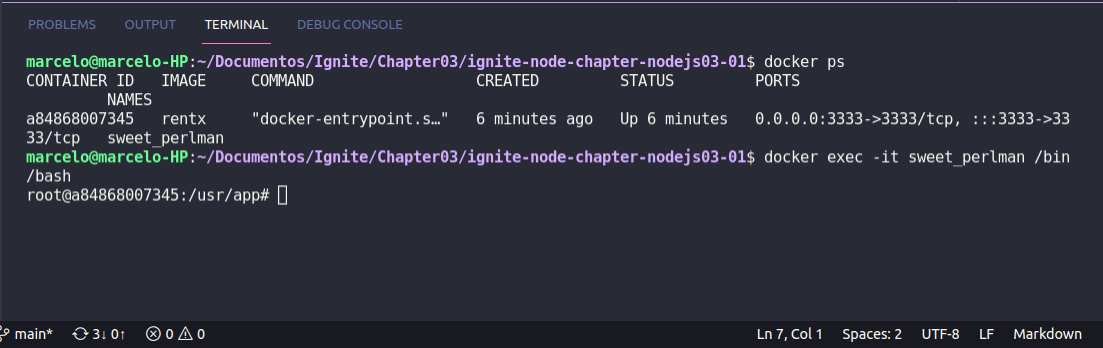 PROBLEMS OUTPUT TERMINAL DEBUG CONSOLE
marcelo@marcelo-HP:~/Documentos/Ignite/Chapter03/ignite-node-chapter-nodejs03-01$ docker ps
CONTAINER ID IMAGE COMMAND CREATED STATUS PORTS
NAMES
a84868007345 rentx "docker-entrypoint.s…" 6 minutes ago Up 6 minutes 0.0.0.0:3333->3333/tcp, :::3333->33
33/tcp sweet_perlman
marcelo@marcelo-HP:~/Documentos/Ignite/Chapter03/ignite-node-chapter-nodejs03-01$ docker exec -it sweet_perlman /bin
/bash
root@a84868007345:/usr/app#
main* 3↓ 0↑ 0 0 Ln 7, Col 1 Spaces: 2 UTF-8 LF Markdown